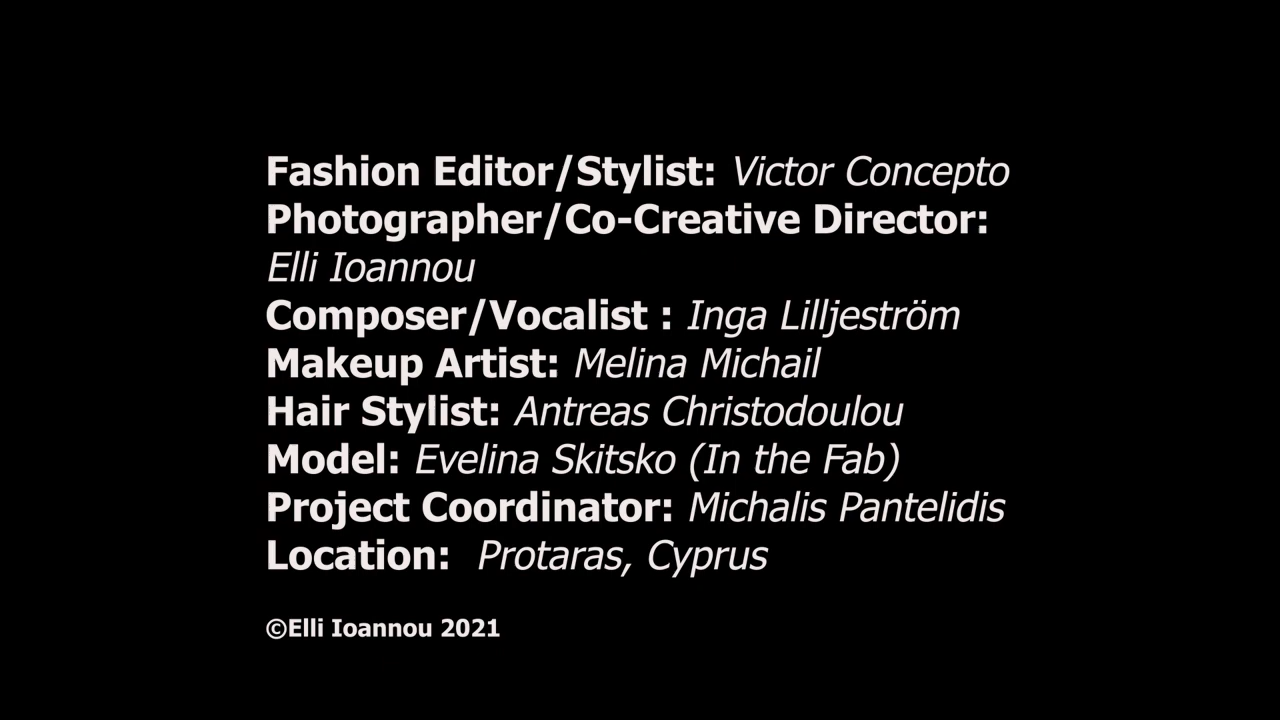 Fashion Editor/Stylist: Victor Concepto
Photographer/Co-Creative Director:
Elli Ioannou
Composer/Vocalist : Inga Lilljeström
Makeup Artist: Melina Michail
Hair Stylist: Antreas Christodoulou
Model: Evelina Skitsko (In the Fab)
Project Coordinator: Michalis Pantelidis
Location:  Protaras, Cyprus
©Elli Ioannou 2021